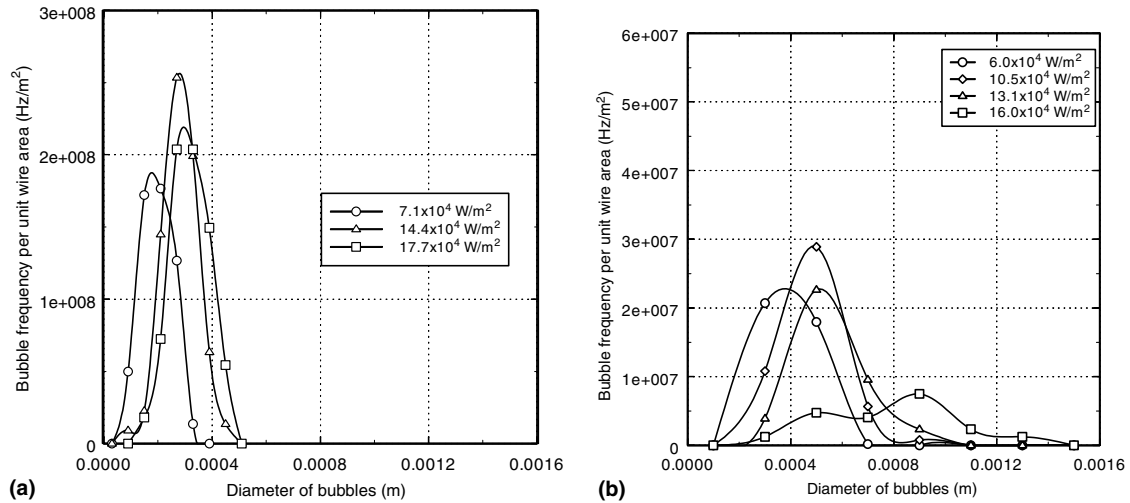 3e+008
2e+008
1e+008
0
Bubble frequency per unit wire area (Hz/m²)
7.1x10⁴ W/m²
14.4x10⁴ W/m²
17.7x10⁴ W/m²
0.0000 0.0004 0.0008 0.0012 0.0016
(a) Diameter of bubbles (m)
6e+007
5e+007
4e+007
3e+007
2e+007
1e+007
0
Bubble frequency per unit wire area (Hz/m²)
6.0x10⁴ W/m²
10.5x10⁴ W/m²
13.1x10⁴ W/m²
16.0x10⁴ W/m²
0.0000 0.0004 0.0008 0.0012 0.0016
(b) Diameter of bubbles (m)